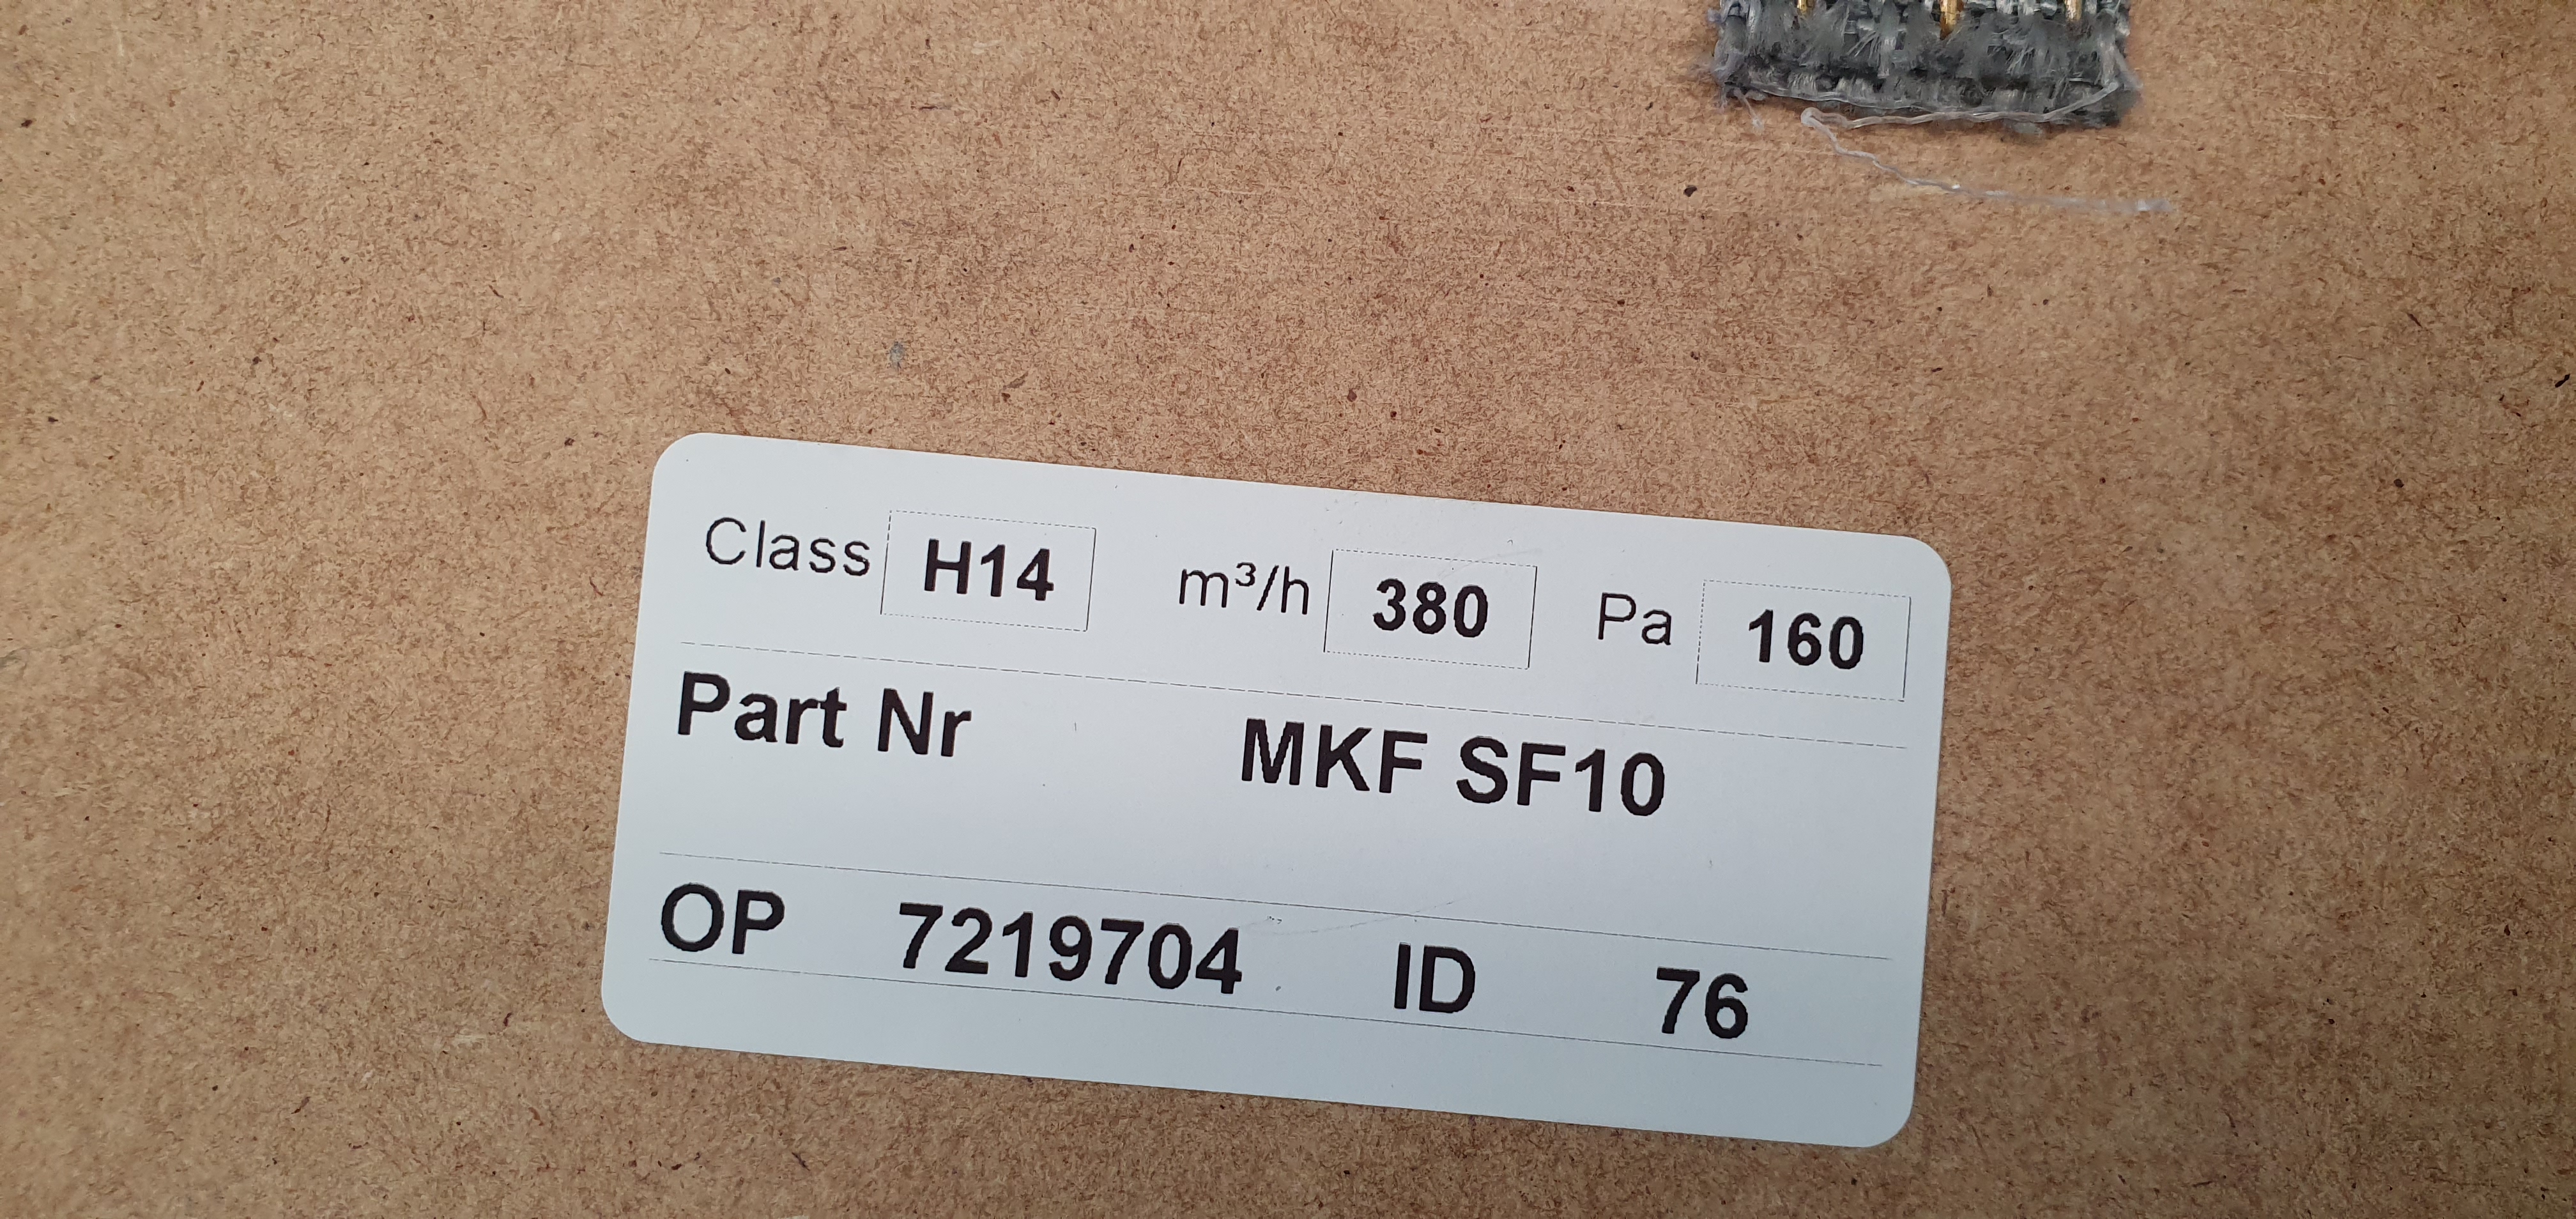 Class H14 m³/h 380 Pa 160
Part Nr MKF SF10
OP 7219704 ID 76